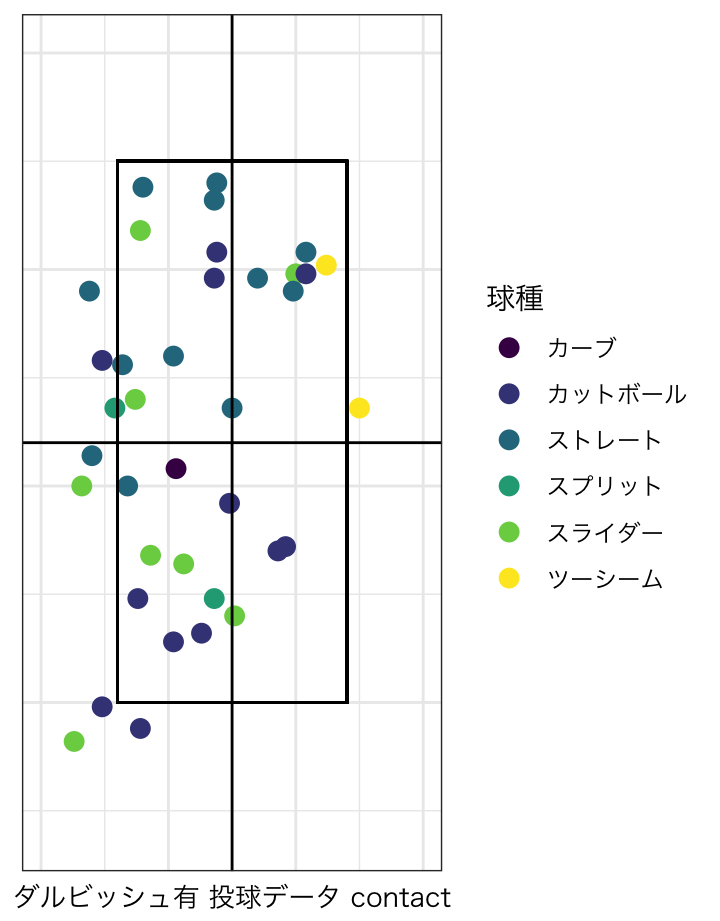 球種
カーブ
カットボール
ストレート
スプリット
スライダー
ツーシーム
ダルビッシュ有 投球データ contact